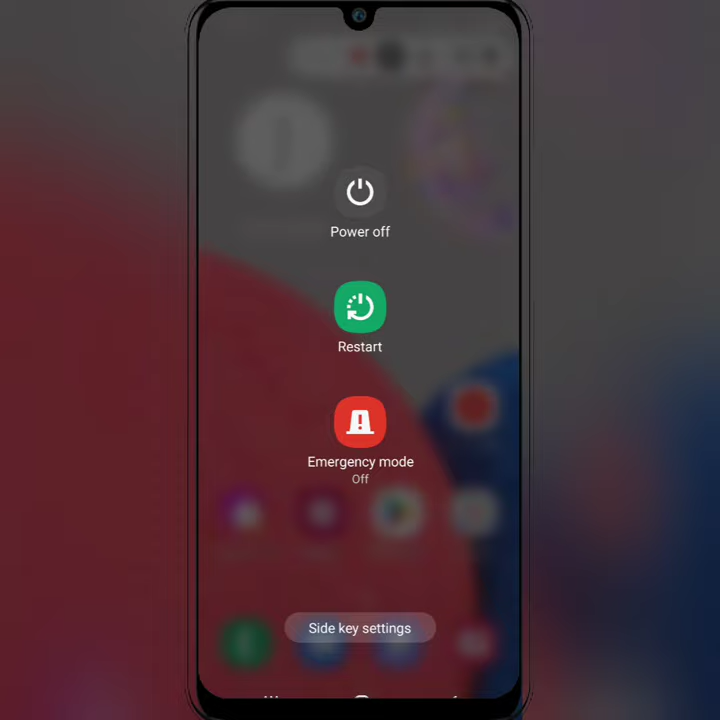 Power off
Restart
Emergency mode
Off
Side key settings